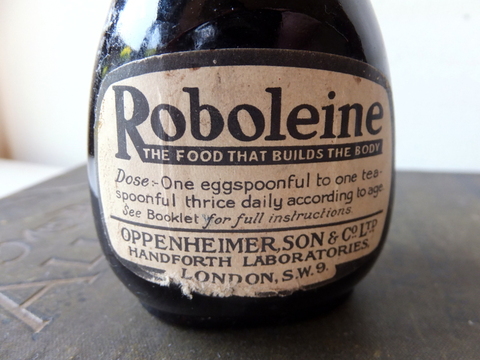 Roboleine
THE FOOD THAT BUILDS THE BODY
Dose:-One eggspoonful to one tea-
spoonful thrice daily according to age.
See Booklet for full instructions.
OPPENHEIMER, SON & Co. LTD
HANDFORTH LABORATORIES.
LONDON, S.W.9.